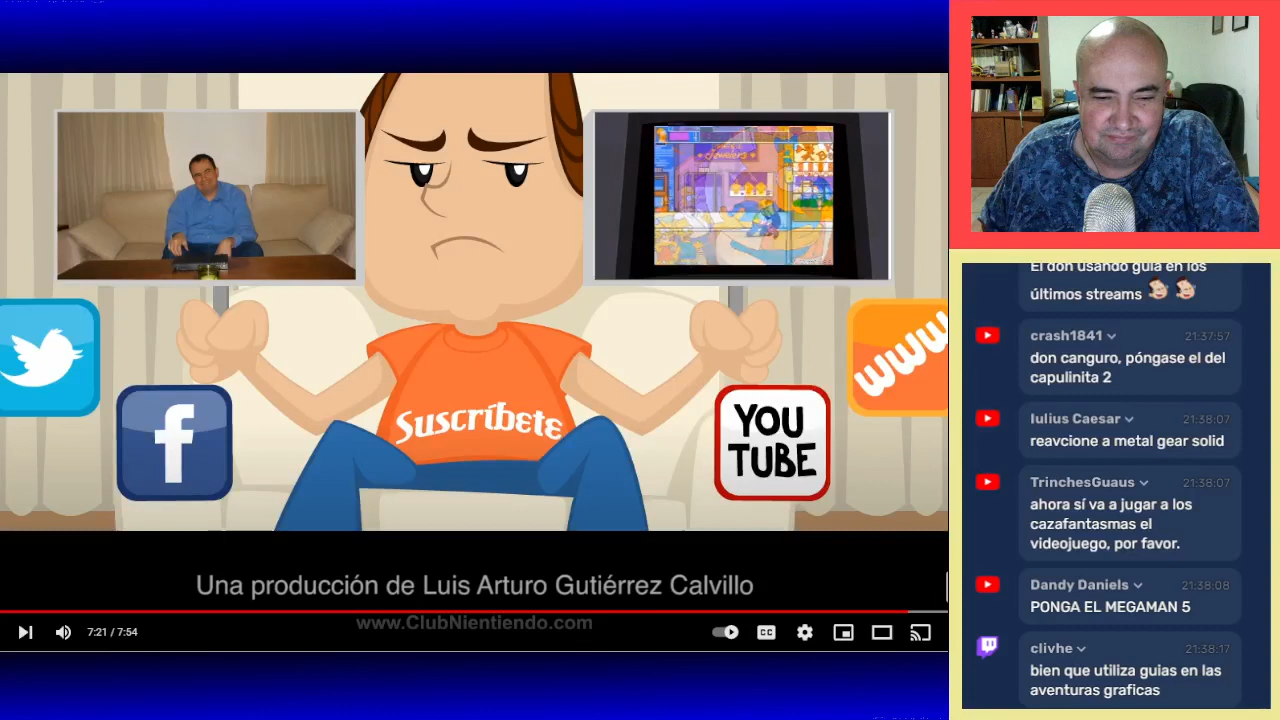 Jewelers
Suscríbete
www
f
YOU
TUBE
Una producción de Luis Arturo Gutiérrez Calvillo
www.ClubNientiendo.com
7:21 / 7:54
CC
El don usando guia en los
últimos streams
crash1841 21:37:57
don canguro, póngase el del
capulinita 2
Iulius Caesar 21:38:07
reavcione a metal gear solid
TrinchesGuaus 21:38:07
ahora sí va a jugar a los
cazafantasmas el
videojuego, por favor.
Dandy Daniels 21:38:08
PONGA EL MEGAMAN 5
clivhe 21:38:17
bien que utiliza guias en las
aventuras graficas